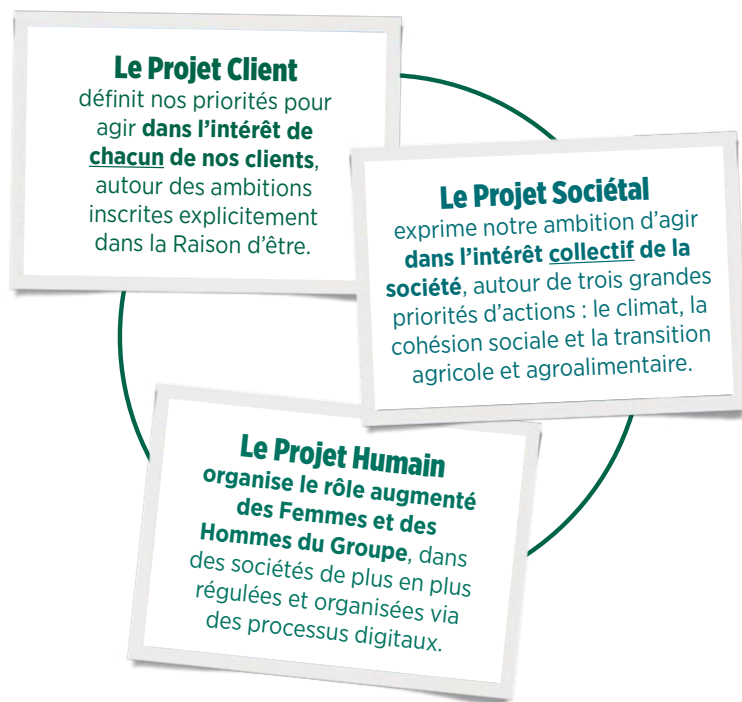 Le Projet Client
définit nos priorités pour
agir dans l’intérêt de
chacun de nos clients,
autour des ambitions
inscrites explicitement
dans la Raison d’être.
Le Projet Sociétal
exprime notre ambition d’agir
dans l’intérêt collectif de la
société, autour de trois grandes
priorités d’actions : le climat, la
cohésion sociale et la transition
agricole et agroalimentaire.
Le Projet Humain
organise le rôle augmenté
des Femmes et des
Hommes du Groupe, dans
des sociétés de plus en plus
régulées et organisées via
des processus digitaux.